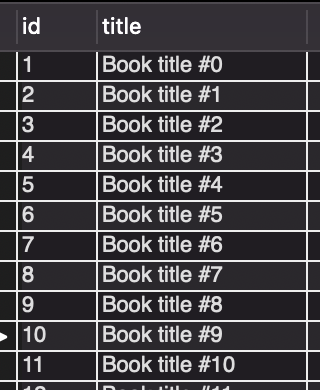 id title
1 Book title #0
2 Book title #1
3 Book title #2
4 Book title #3
5 Book title #4
6 Book title #5
7 Book title #6
8 Book title #7
9 Book title #8
10 Book title #9
11 Book title #10